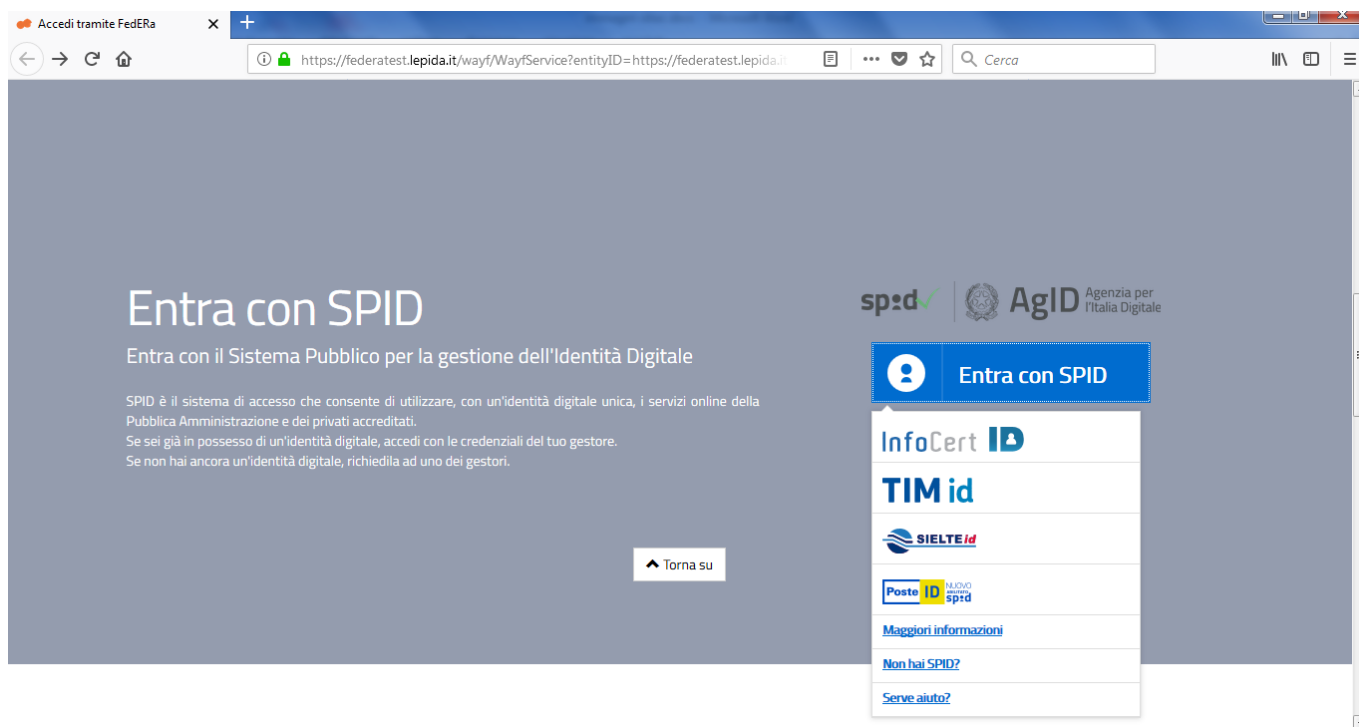 Accedi tramite FedERa
https://federatest.lepida.it/wayf/WayfService?entityID=https://federatest.lepida.it
Cerca
Entra con SPID
Entra con il Sistema Pubblico per la gestione dell'Identità Digitale
SPID è il sistema di accesso che consente di utilizzare, con un'identità digitale unica, i servizi online della
Pubblica Amministrazione e dei privati accreditati.
Se sei già in possesso di un'identità digitale, accedi con le credenziali del tuo gestore.
Se non hai ancora un'identità digitale, richiedila ad uno dei gestori.
Torna su
spid
AgID Agenzia per
l'Italia Digitale
Entra con SPID
InfoCert ID
TIM id
SIELTE id
Poste ID NUOVO
spid
Maggiori informazioni
Non hai SPID?
Serve aiuto?